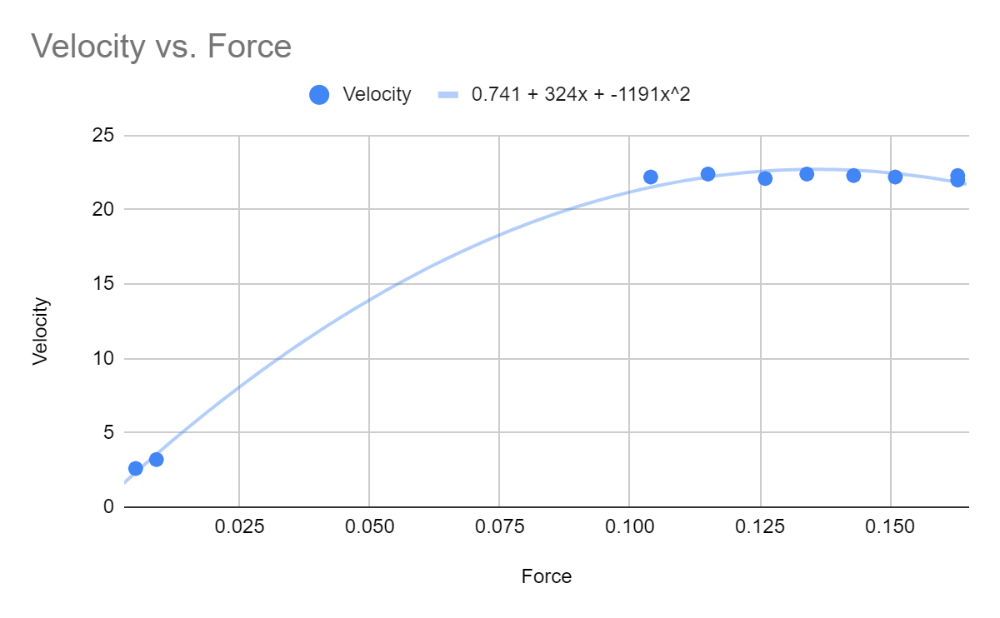 Velocity vs. Force
Velocity 0.741 + 324x + -1191x^2
25
20
15
10
5
0
Velocity
0.025 0.050 0.075 0.100 0.125 0.150
Force